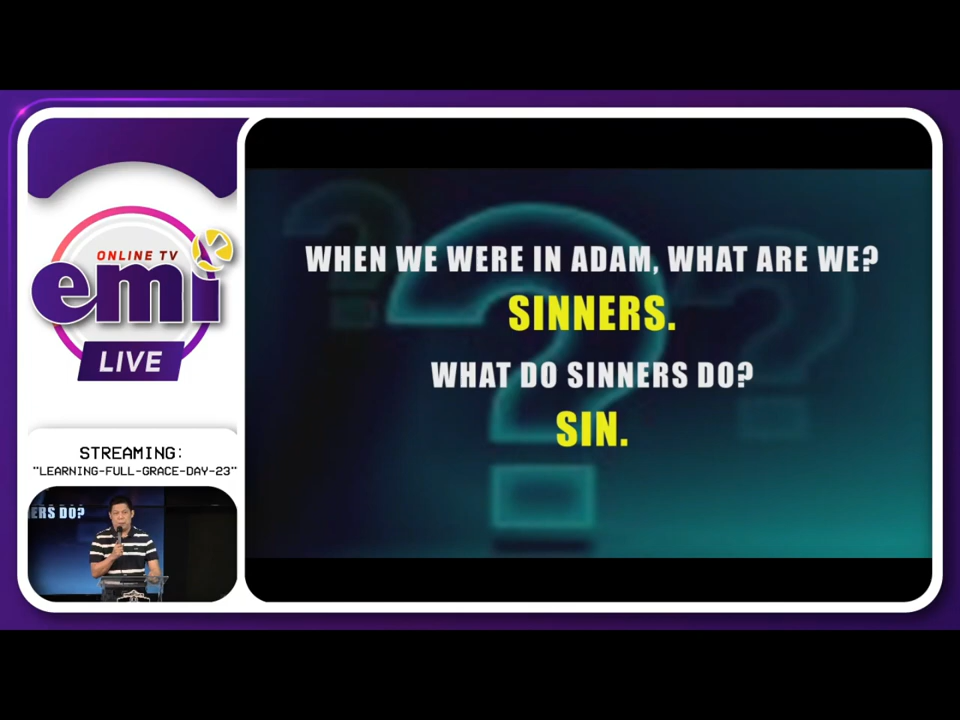 ONLINE TV
emi
LIVE
STREAMING:
"LEARNING-FULL-GRACE-DAY-23"
ERS DO?
WHEN WE WERE IN ADAM, WHAT ARE WE?
SINNERS.
WHAT DO SINNERS DO?
SIN.